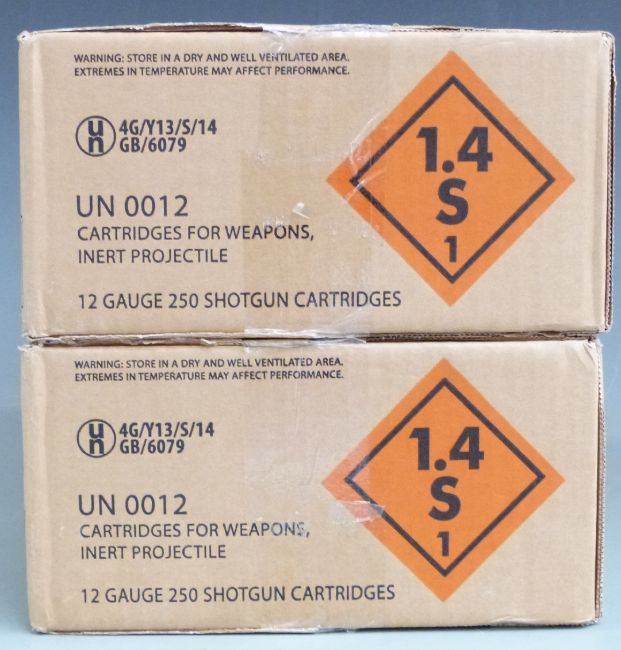 WARNING: STORE IN A DRY AND WELL VENTILATED AREA.
EXTREMES IN TEMPERATURE MAY AFFECT PERFORMANCE.
un 4G/Y13/S/14
GB/6079
UN 0012
CARTRIDGES FOR WEAPONS,
INERT PROJECTILE
12 GAUGE 250 SHOTGUN CARTRIDGES
1.4
S
1
WARNING: STORE IN A DRY AND WELL VENTILATED AREA.
EXTREMES IN TEMPERATURE MAY AFFECT PERFORMANCE.
un 4G/Y13/S/14
GB/6079
UN 0012
CARTRIDGES FOR WEAPONS,
INERT PROJECTILE
12 GAUGE 250 SHOTGUN CARTRIDGES
1.4
S
1